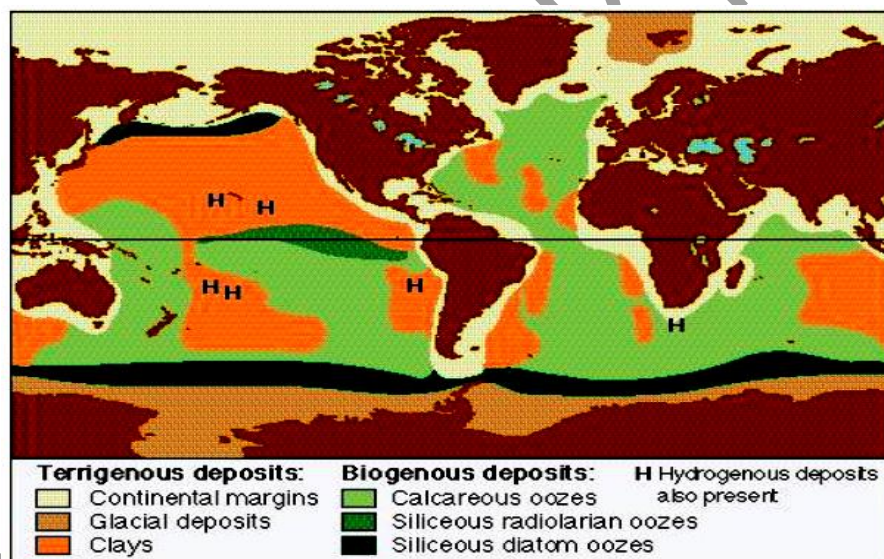 H H
H H
H
H
Terrigenous deposits:
Continental margins
Glacial deposits
Clays
Biogenous deposits:
Calcareous oozes
Siliceous radiolarian oozes
Siliceous diatom oozes
H Hydrogenous deposits
also present